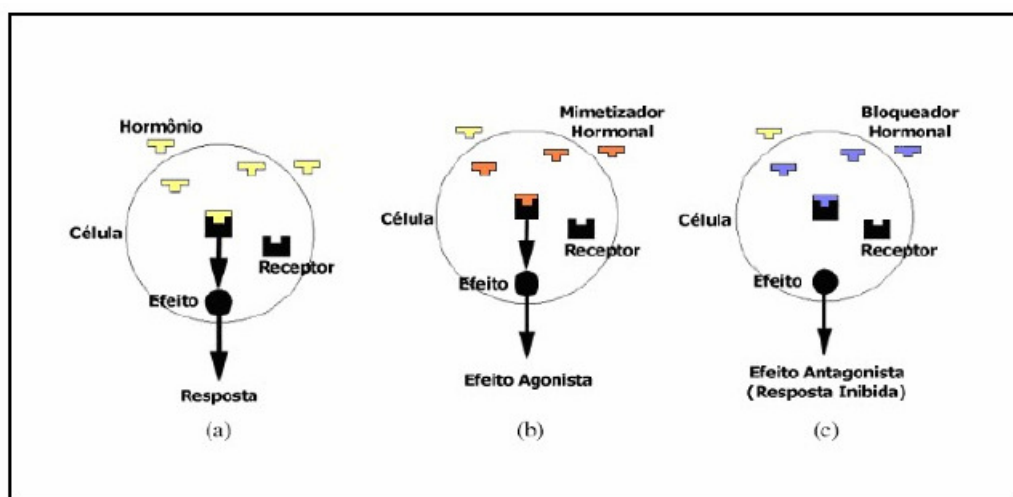 Hormônio
Célula
Receptor
Efeito
Resposta
(a)
Mimetizador
Hormonal
Célula
Receptor
Efeito
Efeito Agonista
(b)
Bloqueador
Hormonal
Célula
Receptor
Efeito
Efeito Antagonista
(Resposta Inibida)
(c)